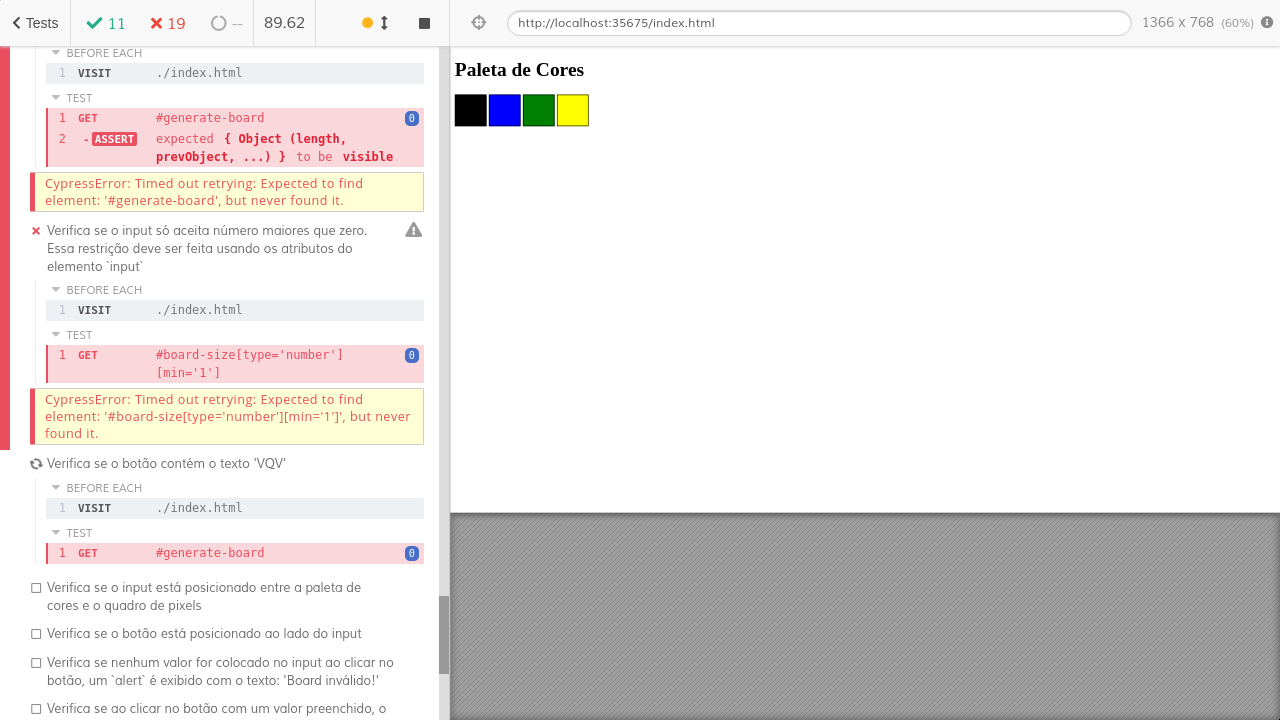 Tests
11
19
--
89.62
http://localhost:35675/index.html
1366 x 768 (60%)
BEFORE EACH
1 VISIT ./index.html
TEST
1 GET #generate-board 0
2 -ASSERT expected { Object (length,
prevObject, ...) } to be visible
CypressError: Timed out retrying: Expected to find
element: '#generate-board', but never found it.
Verifica se o input só aceita número maiores que zero.
Essa restrição deve ser feita usando os atributos do
elemento `input`
BEFORE EACH
1 VISIT ./index.html
TEST
1 GET #board-size[type='number'] 0
[min='1']
CypressError: Timed out retrying: Expected to find
element: '#board-size[type='number'][min='1']', but never
found it.
Verifica se o botão contém o texto 'VQV'
BEFORE EACH
1 VISIT ./index.html
TEST
1 GET #generate-board 0
Verifica se o input está posicionado entre a paleta de
cores e o quadro de pixels
Verifica se o botão está posicionado ao lado do input
Verifica se nenhum valor for colocado no input ao clicar no
botão, um `alert` é exibido com o texto: 'Board inválido!'
Verifica se ao clicar no botão com um valor preenchido, o
Paleta de Cores